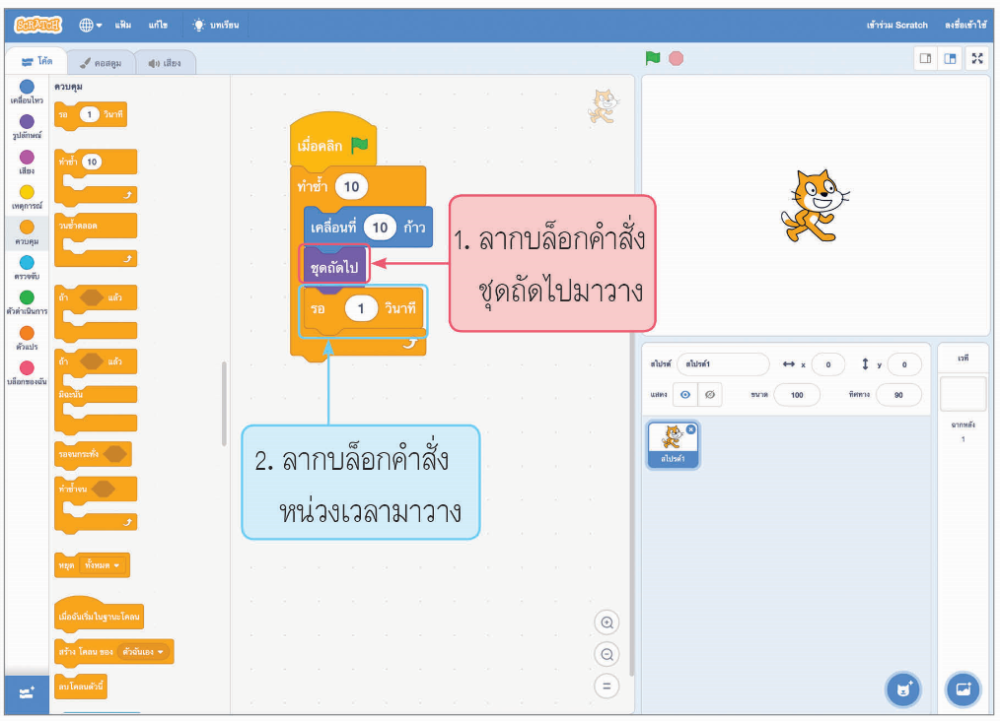 SCRATCH แฟ้ม แก้ไข บทเรียน เข้าร่วม Scratch ลงชื่อเข้าใช้
โค้ด คอสตูม เสียง
เคลื่อนไหว
รูปลักษณ์
เสียง
เหตุการณ์
ควบคุม
ตรวจจับ
ตัวดำเนินการ
ตัวแปร
บล็อกของฉัน
ควบคุม
รอ 1 วินาที
ทำซ้ำ 10
วนซ้ำตลอด
ถ้า แล้ว
ถ้า แล้ว
มิฉะนั้น
รอจนกระทั่ง
ทำซ้ำจน
หยุด ทั้งหมด
เมื่อฉันเริ่มในฐานะโคลน
สร้าง โคลน ของ ตัวฉันเอง
ลบโคลนตัวนี้
เมื่อคลิก
ทำซ้ำ 10
เคลื่อนที่ 10 ก้าว
ชุดถัดไป
รอ 1 วินาที
1. ลากบล็อกคำสั่ง
ชุดถัดไปมาวาง
2. ลากบล็อกคำสั่ง
หน่วงเวลามาวาง
สไปรต์ สไปรต์1 x 0 y 0
แสดง ขนาด 100 ทิศทาง 90
สไปรต์1
เวที
ฉากหลัง
1